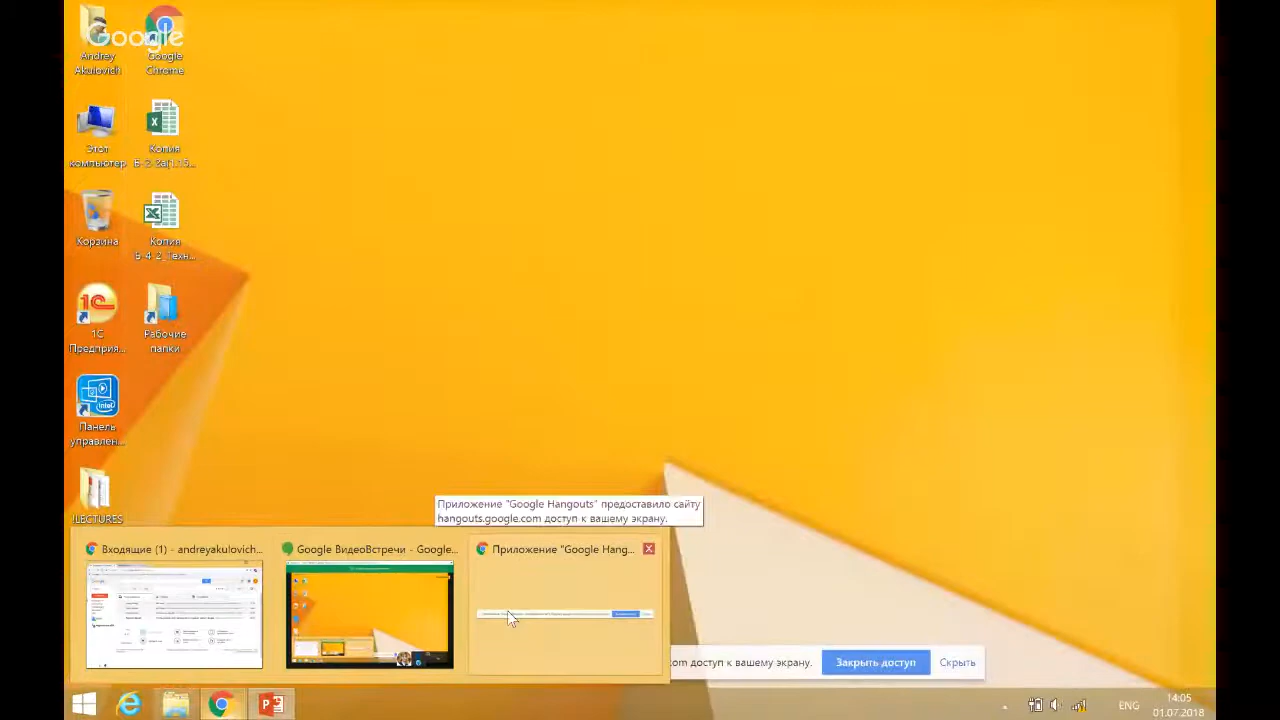 Google
Andrey
Akulovich
Google
Chrome
Этот
компьютер
Копия
Корзина
Копия
1С
Предприя...
Рабочие
папки
intel
Панель
управлен...
!LECTURES
Приложение "Google Hangouts" предоставило сайту
hangouts.google.com доступ к вашему экрану.
Входящие (1) - andreyakulovich...
Google ВидеоВстречи - Google...
Приложение "Google Hang...
com доступ к вашему экрану.
Закрыть доступ
Скрыть
ENG
14:05
01.07.2018